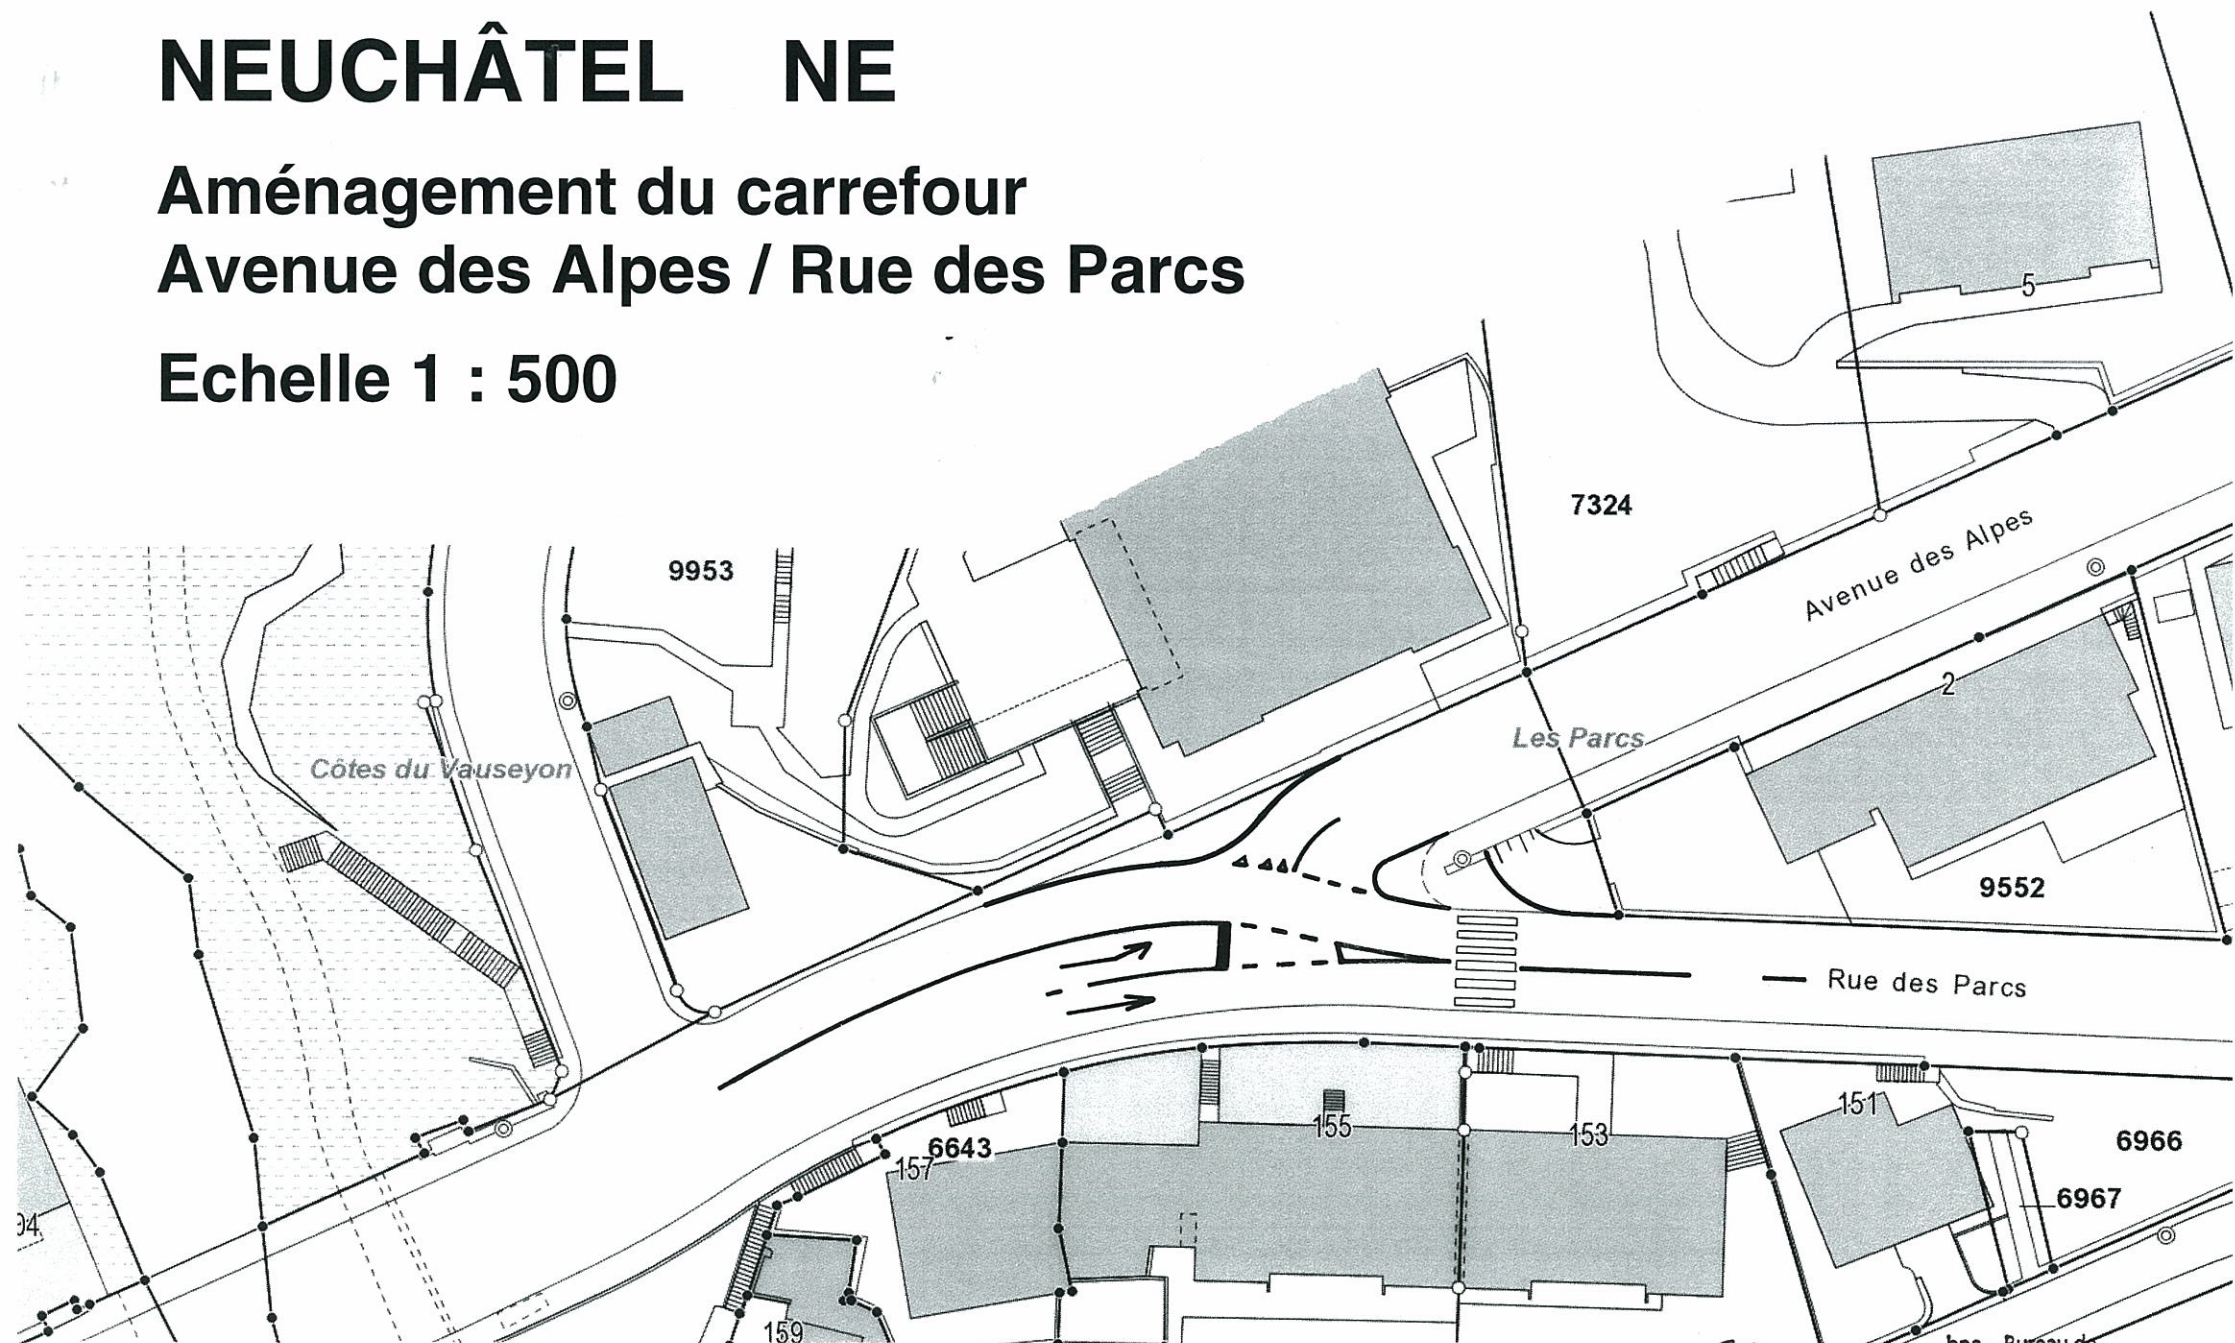 NEUCHÂTEL NE
Aménagement du carrefour
Avenue des Alpes / Rue des Parcs
Echelle 1 : 500
5
7324
9953
Avenue des Alpes
2
Les Parcs
Côtes du Vauseyon
9552
Rue des Parcs
151
155
153
6643
157
6966
6967
159